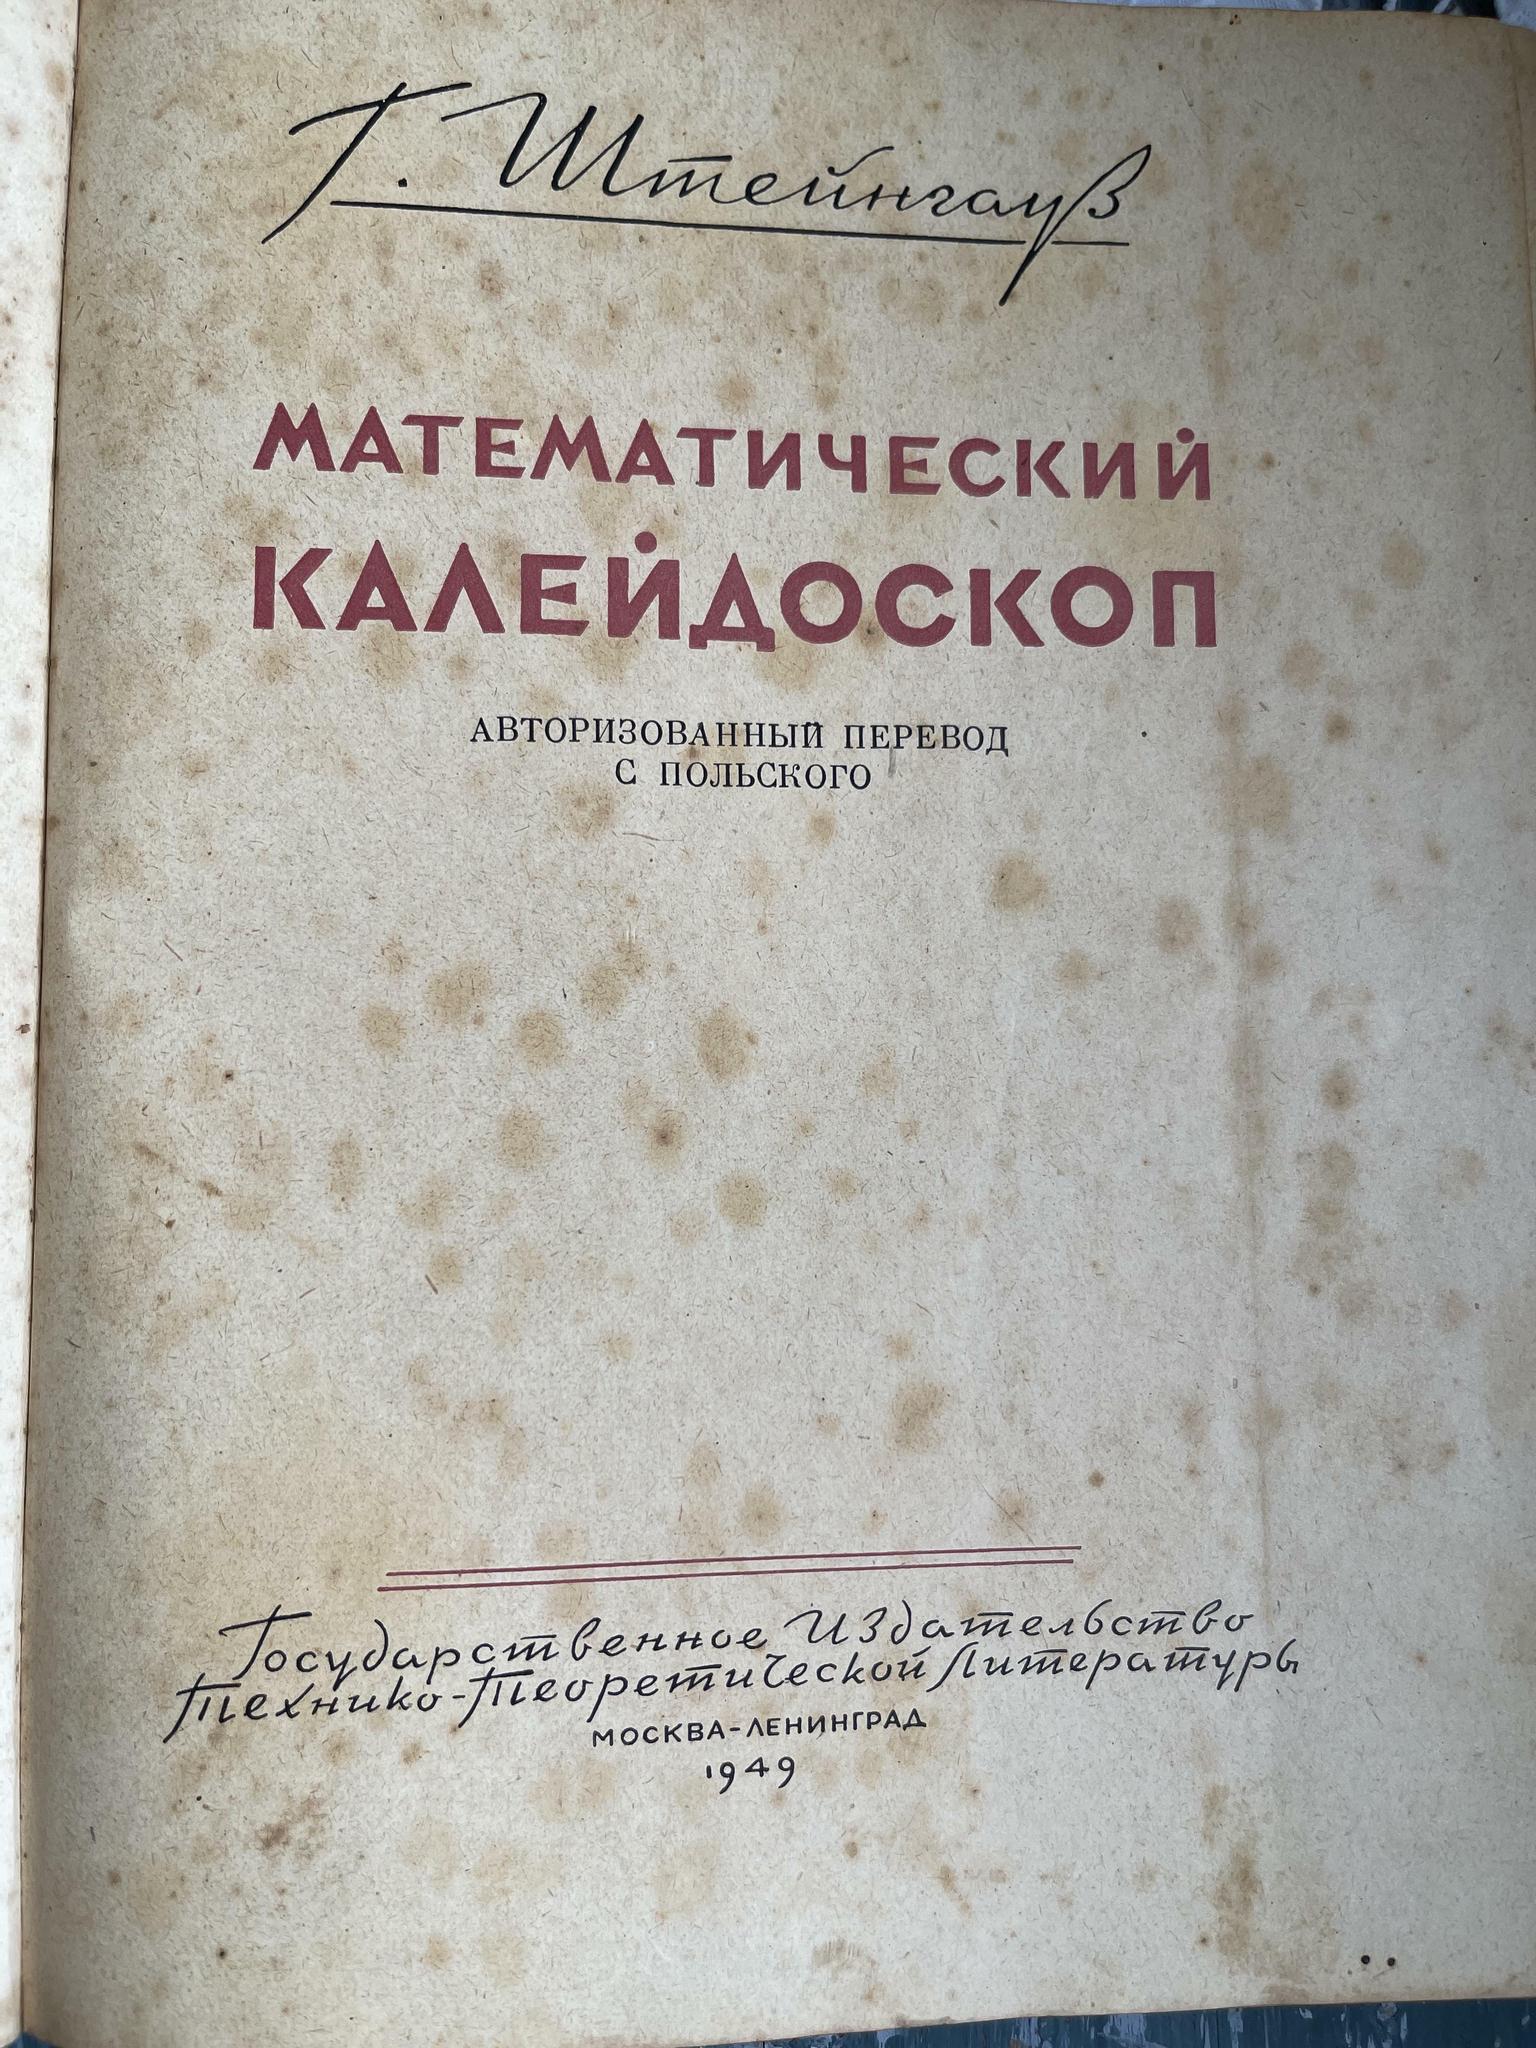 Г. Штейнгауз
МАТЕМАТИЧЕСКИЙ
КАЛЕЙДОСКОП
АВТОРИЗОВАННЫЙ ПЕРЕВОД
С ПОЛЬСКОГО
Государственное Издательство
Технико-Теоретической Литературы
МОСКВА-ЛЕНИНГРАД
1949